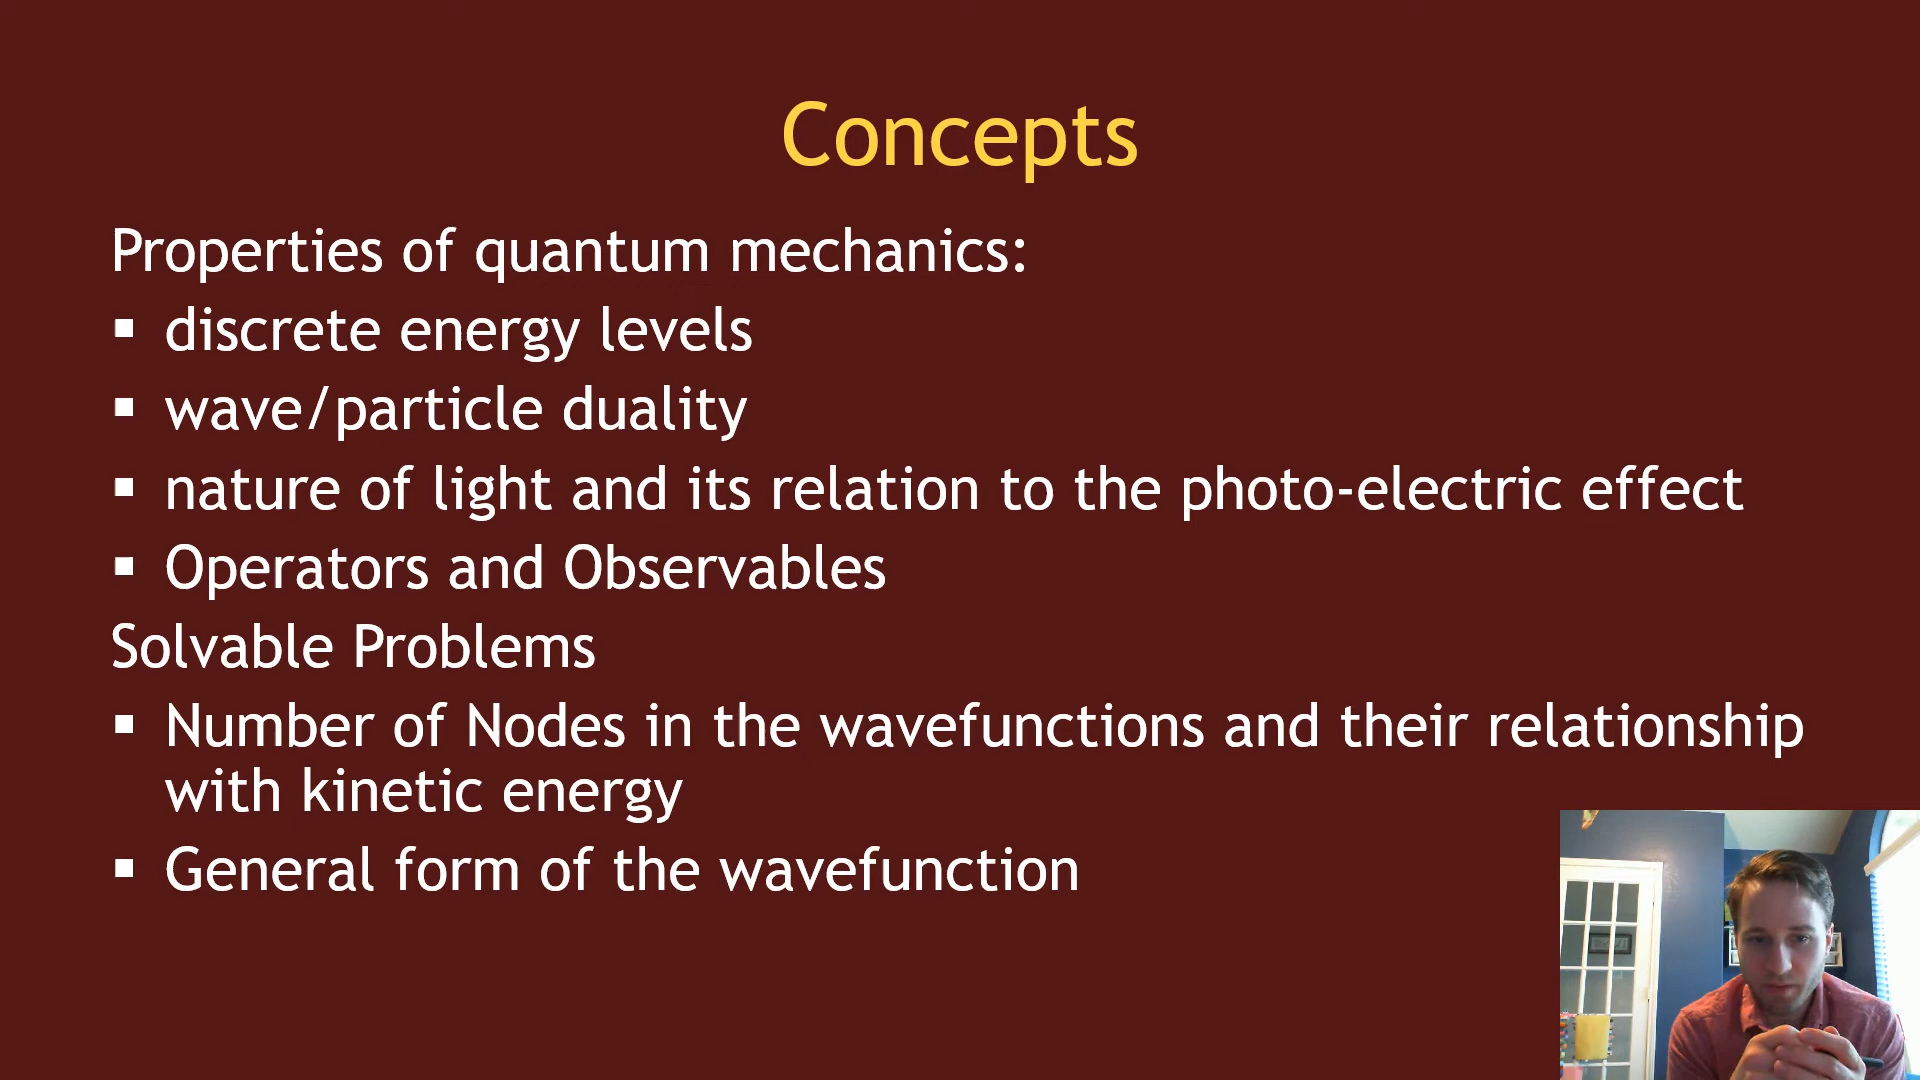 Concepts
Properties of quantum mechanics:
▪ discrete energy levels
▪ wave/particle duality
▪ nature of light and its relation to the photo-electric effect
▪ Operators and Observables
Solvable Problems
▪ Number of Nodes in the wavefunctions and their relationship
with kinetic energy
▪ General form of the wavefunction